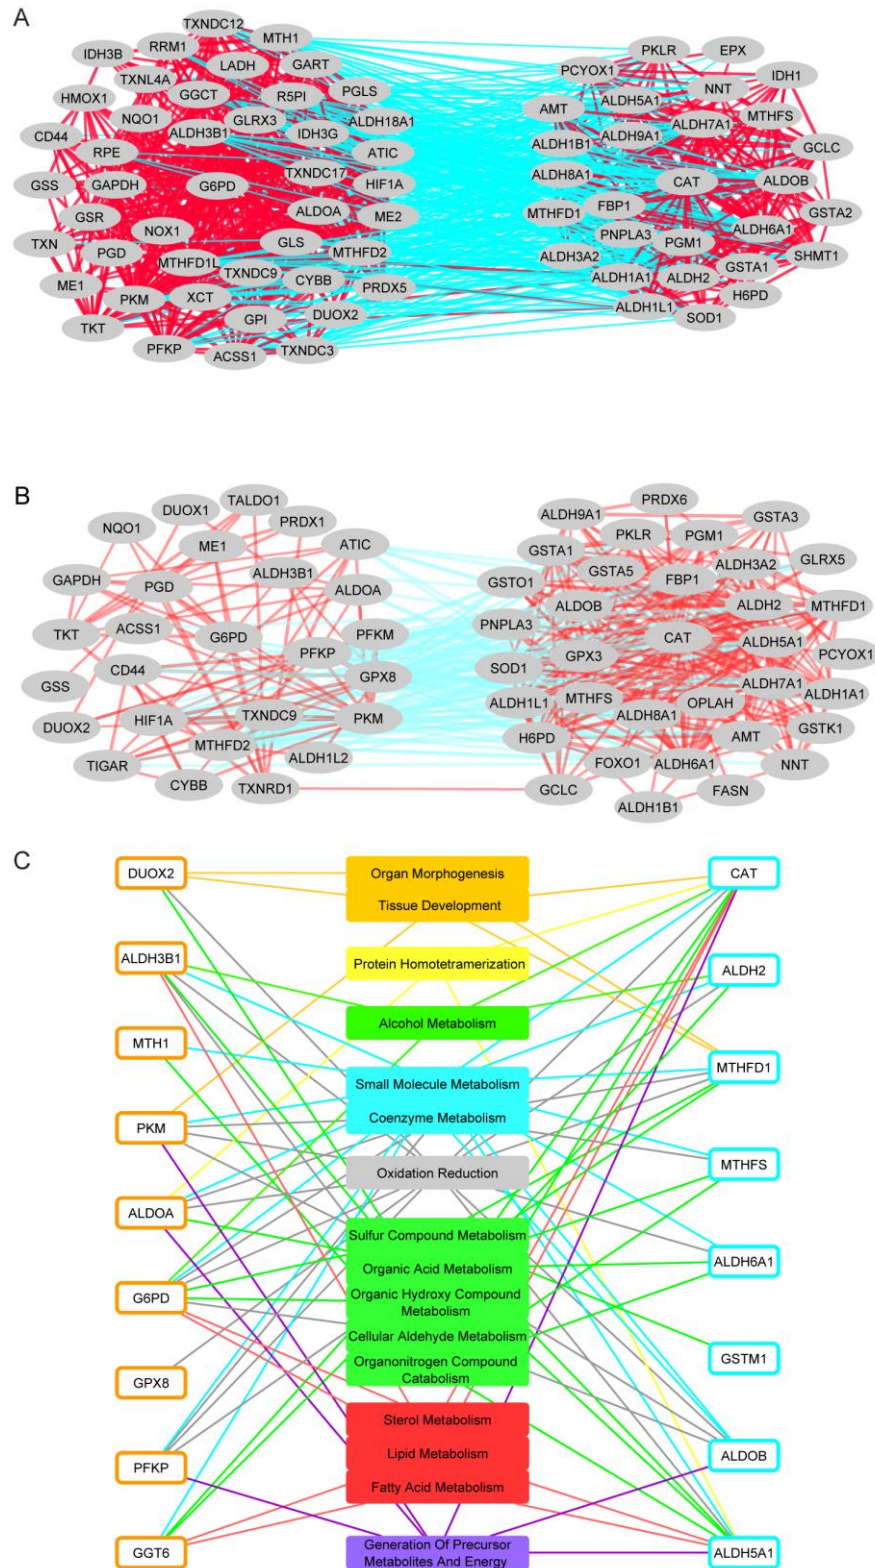 A
TXNDC12
MTH1
IDH3B
RRM1
LADH
GART
TXNL4A
GGCT
R5PI
PGLS
HMOX1
NQO1
GLRX3
ALDH18A1
ALDH3B1
IDH3G
CD44
RPE
ATIC
TXNDC17
GSS
GAPDH
G6PD
HIF1A
GSR
ALDOA
ME2
NOX1
TXN
PGD
GLS
MTHFD1L
MTHFD2
TXNDC9
CYBB
ME1
PKM
XCT
PRDX5
TKT
GPI
DUOX2
PFKP
ACSS1
TXNDC3
PKLR
EPX
PCYOX1
IDH1
NNT
ALDH5A1
AMT
MTHFS
ALDH7A1
ALDH1B1
ALDH9A1
GCLC
ALDH8A1
CAT
ALDOB
FBP1
GSTA2
MTHFD1
PNPLA3
ALDH6A1
PGM1
ALDH3A2
SHMT1
GSTA1
ALDH1A1
ALDH2
H6PD
ALDH1L1
SOD1
B
DUOX1
TALDO1
NQO1
PRDX1
ME1
ATIC
GAPDH
PGD
ALDH3B1
ALDOA
TKT
ACSS1
G6PD
PFKM
PFKP
CD44
GPX8
GSS
DUOX2
HIF1A
TXNDC9
PKM
MTHFD2
TIGAR
ALDH1L2
CYBB
TXNRD1
PRDX6
ALDH9A1
GSTA3
PKLR
PGM1
GSTA1
ALDH3A2
GLRX5
GSTO1
GSTA5
FBP1
ALDOB
ALDH2
MTHFD1
PNPLA3
CAT
ALDH5A1
PCYOX1
SOD1
GPX3
ALDH7A1
ALDH1A1
ALDH1L1
MTHFS
OPLAH
ALDH8A1
GSTK1
H6PD
AMT
FOXO1
ALDH6A1
NNT
GCLC
FASN
ALDH1B1
C
DUOX2
ALDH3B1
MTH1
PKM
ALDOA
G6PD
GPX8
PFKP
GGT6
Organ Morphogenesis
Tissue Development
Protein Homotetramerization
Alcohol Metabolism
Small Molecule Metabolism
Coenzyme Metabolism
Oxidation Reduction
Sulfur Compound Metabolism
Organic Acid Metabolism
Organic Hydroxy Compound
Metabolism
Cellular Aldehyde Metabolism
Organonitrogen Compound
Catabolism
Sterol Metabolism
Lipid Metabolism
Fatty Acid Metabolism
Generation Of Precursor
Metabolites And Energy
CAT
ALDH2
MTHFD1
MTHFS
ALDH6A1
GSTM1
ALDOB
ALDH5A1